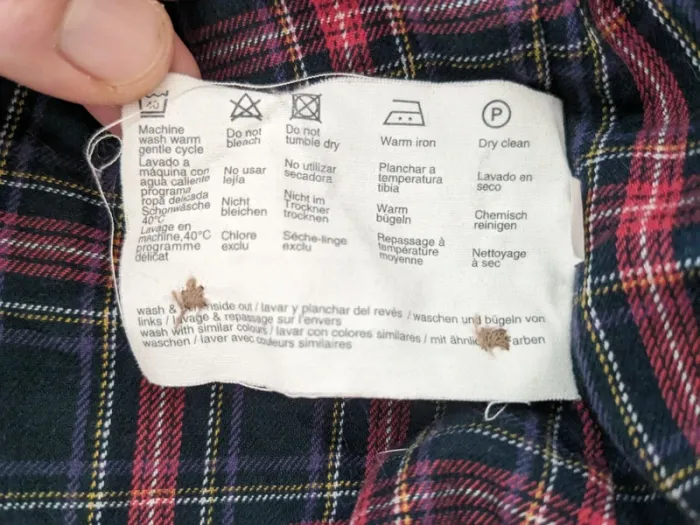 40
P
Machine
wash warm
gentle cycle
Lavado a
máquina con
agua caliente
programa
ropa delicada
Schonwäsche
40°C
Lavage en
machine,40°C
programme
délicat
Do not
bleach
No usar
lejía
Nicht
bleichen
Chlore
exclu
Do not
tumble dry
No utilizar
secadora
Nicht im
Trockner
trocknen
Séche-linge
exclu
Warm iron
Planchar a
temperatura
tibia
Warm
bügeln
Repassage à
température
moyenne
Dry clean
Lavado en
seco
Chemisch
reinigen
Nettoyage
à sec
wash & inside out / lavar y planchar del revés / waschen und bügeln von
links / lavage & repassage sur l'envers
wash with similar colours / lavar con colores similares / mit
waschen / laver avec couleurs similaires